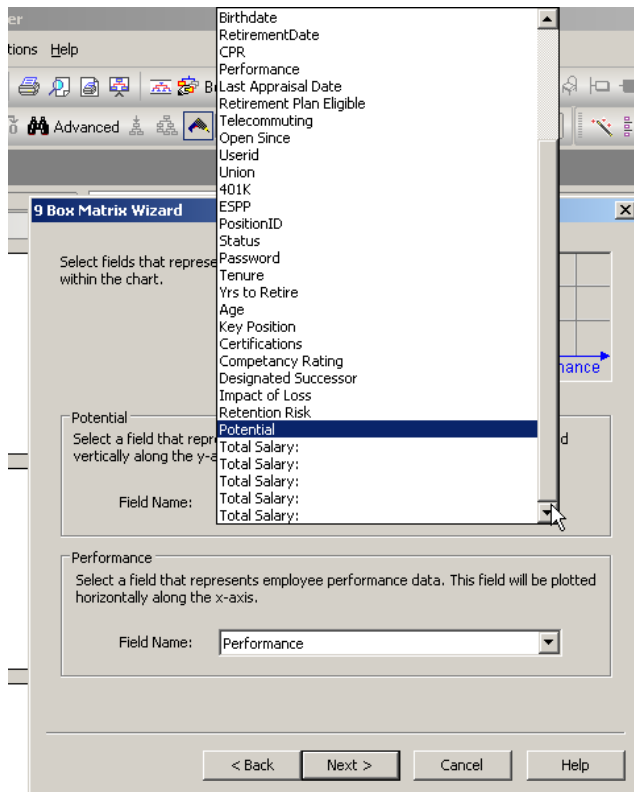 er
tions Help
Advanced
Birthdate
RetirementDate
CPR
Performance
Last Appraisal Date
Retirement Plan Eligible
Telecommuting
Open Since
Userid
Union
401K
ESPP
PositionID
Status
Password
Tenure
Yrs to Retire
Age
Key Position
Certifications
Competancy Rating
Designated Successor
Impact of Loss
Retention Risk
Potential
Total Salary:
Total Salary:
Total Salary:
Total Salary:
Total Salary:
9 Box Matrix Wizard
Select fields that represe
within the chart.
mance
Potential
Select a field that repr d
vertically along the y-a
Field Name:
Performance
Select a field that represents employee performance data. This field will be plotted
horizontally along the x-axis.
Field Name: Performance
< Back Next > Cancel Help